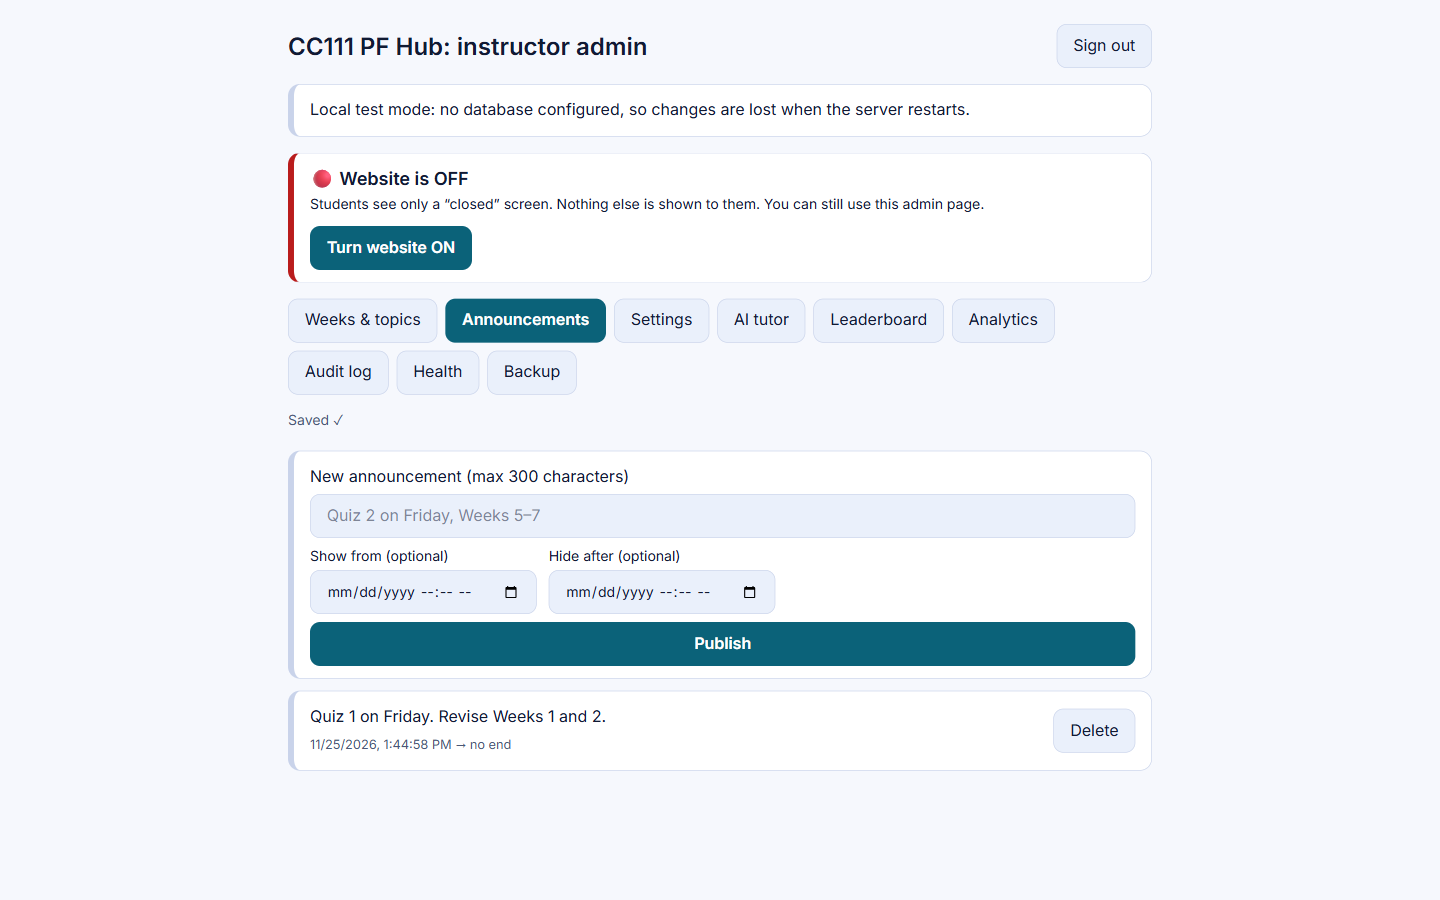 CC111 PF Hub: instructor admin
Sign out
Local test mode: no database configured, so changes are lost when the server restarts.
Website is OFF
Students see only a “closed” screen. Nothing else is shown to them. You can still use this admin page.
Turn website ON
Weeks & topics
Announcements
Settings
AI tutor
Leaderboard
Analytics
Audit log
Health
Backup
Saved ✓
New announcement (max 300 characters)
Quiz 2 on Friday, Weeks 5–7
Show from (optional)
Hide after (optional)
mm/dd/yyyy --:-- --
mm/dd/yyyy --:-- --
Publish
Quiz 1 on Friday. Revise Weeks 1 and 2.
11/25/2026, 1:44:58 PM → no end
Delete